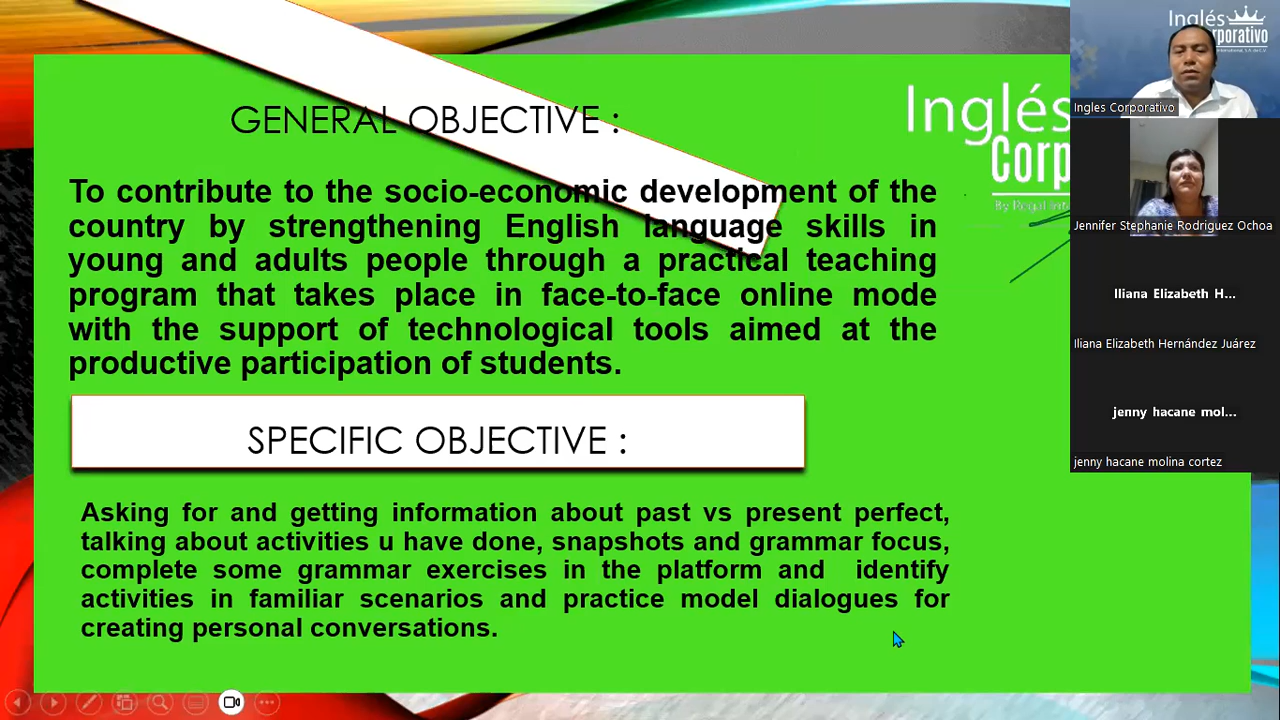 GENERAL OBJECTIVE :
To contribute to the socio-economic development of the
country by strengthening English language skills in
young and adults people through a practical teaching
program that takes place in face-to-face online mode
with the support of technological tools aimed at the
productive participation of students.
SPECIFIC OBJECTIVE :
Asking for and getting information about past vs present perfect,
talking about activities u have done, snapshots and grammar focus,
complete some grammar exercises in the platform and identify
activities in familiar scenarios and practice model dialogues for
creating personal conversations.
Inglés
Corp
Inglés
Ingles Corporativo
Jennifer Stephanie Rodriguez Ochoa
Iliana Elizabeth H...
Iliana Elizabeth Hernández Juárez
jenny hacane mol...
jenny hacane molina cortez